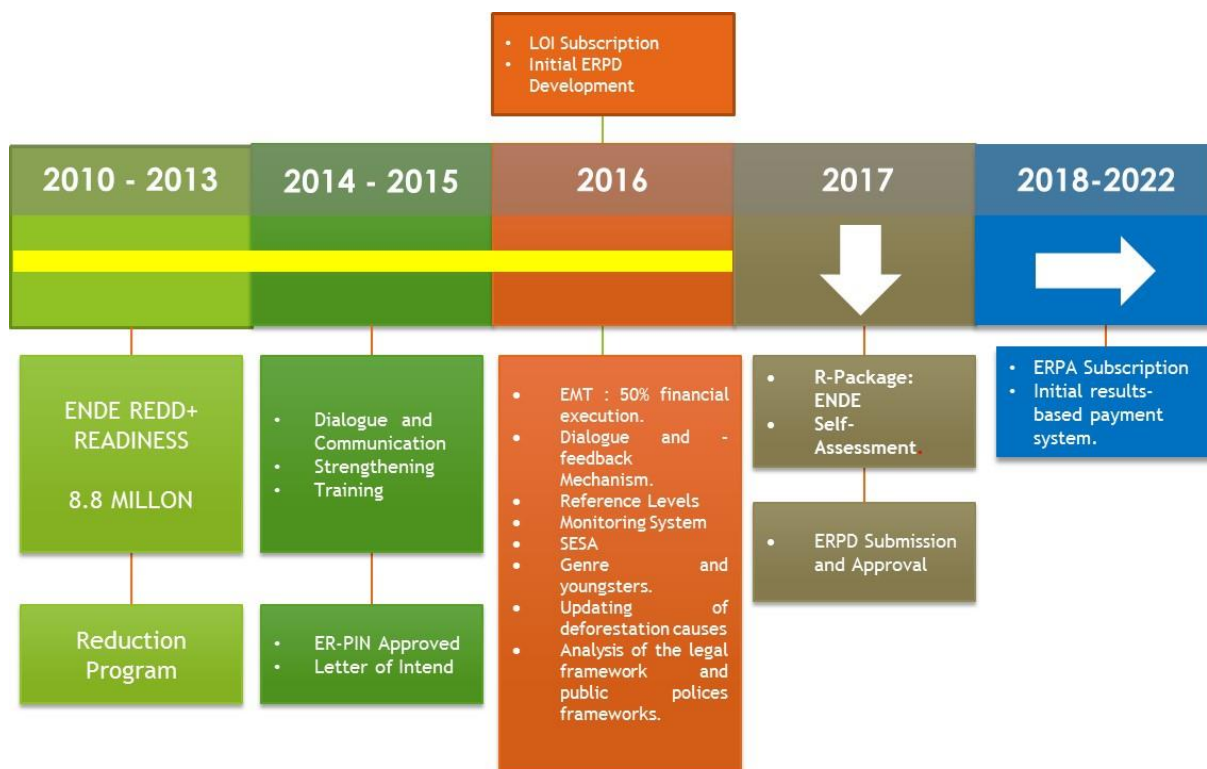 • LOI Subscription
• Initial ERPD
Development
2010 - 2013
2014 - 2015
2016
2017
2018-2022
ENDE REDD+
READINESS
8.8 MILLON
Reduction
Program
• Dialogue and
Communication
• Strengthening
• Training
• ER-PIN Approved
• Letter of Intend
• EMT : 50% financial
execution.
• Dialogue and -
feedback
Mechanism.
• Reference Levels
• Monitoring System
• SESA
• Genre and
youngsters.
• Updating of
deforestation causes
• Analysis of the legal
framework and
public polices
frameworks.
• R-Package:
ENDE
• Self-
Assessment.
• ERPD Submission
and Approval
• ERPA Subscription
• Initial results-
based payment
system.